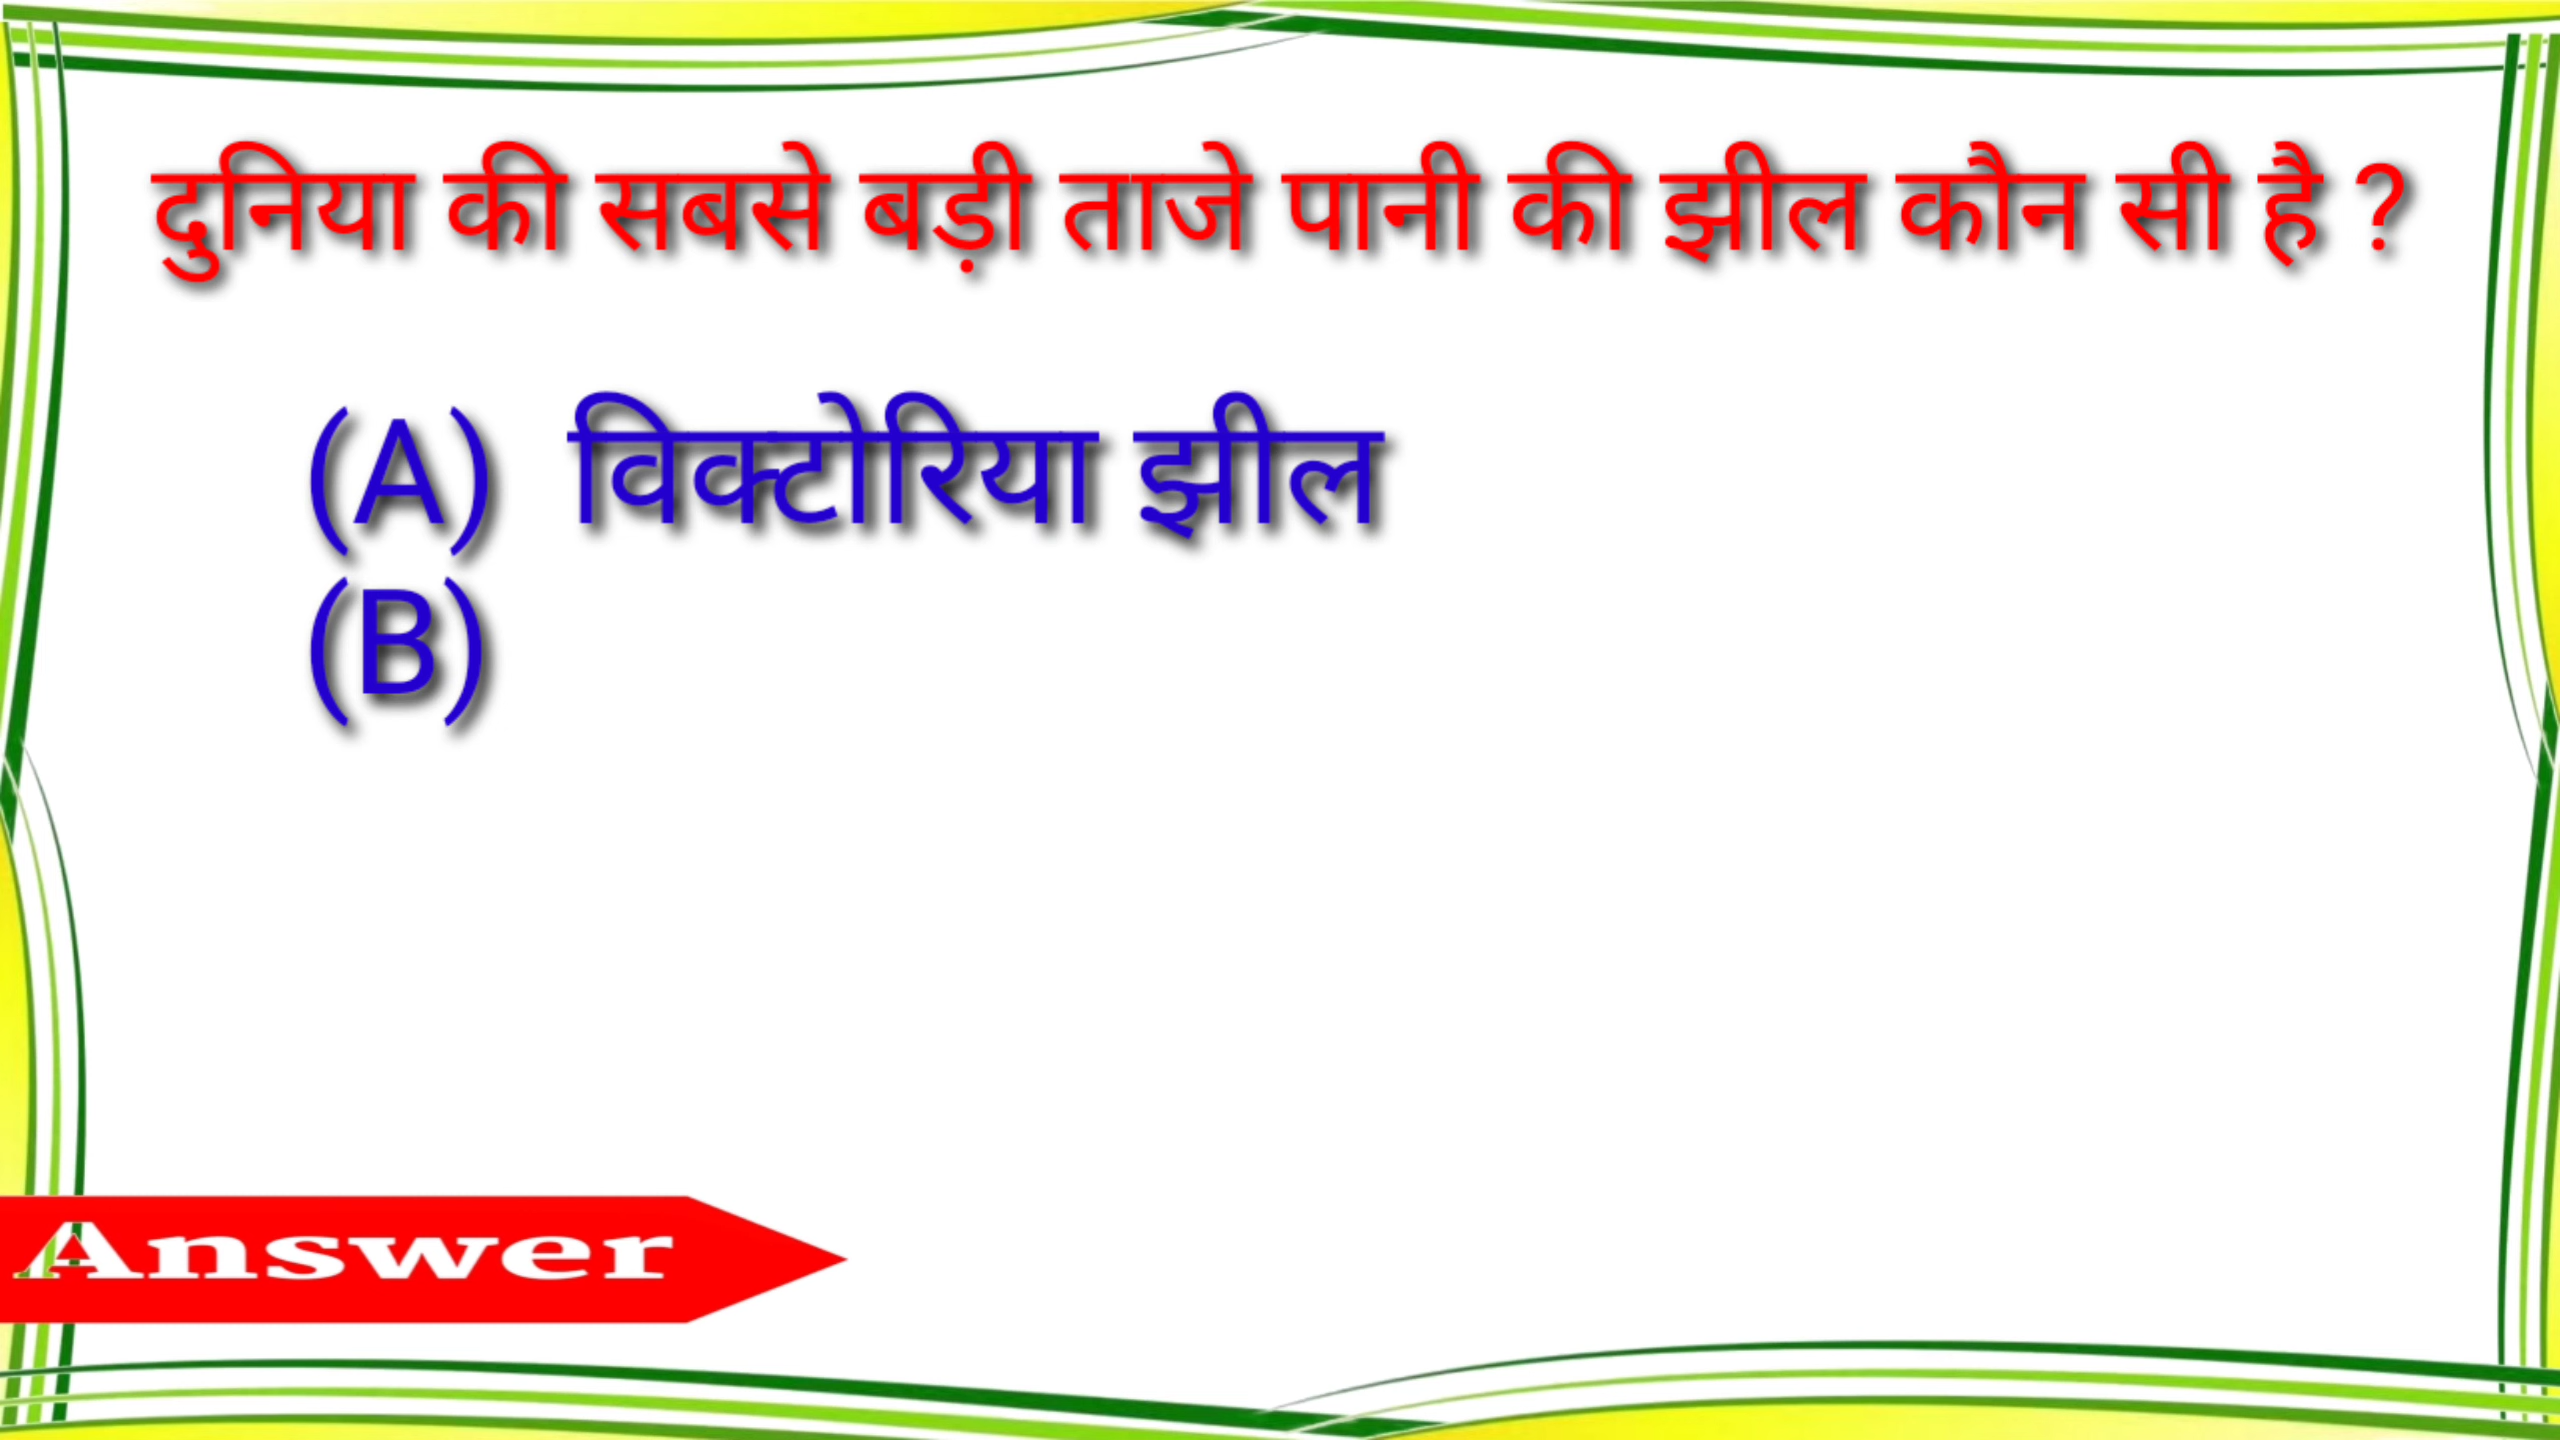 दुनिया की सबसे बड़ी ताजे पानी की झील कौन सी है ?
(A) विक्टोरिया झील
(B)
Answer